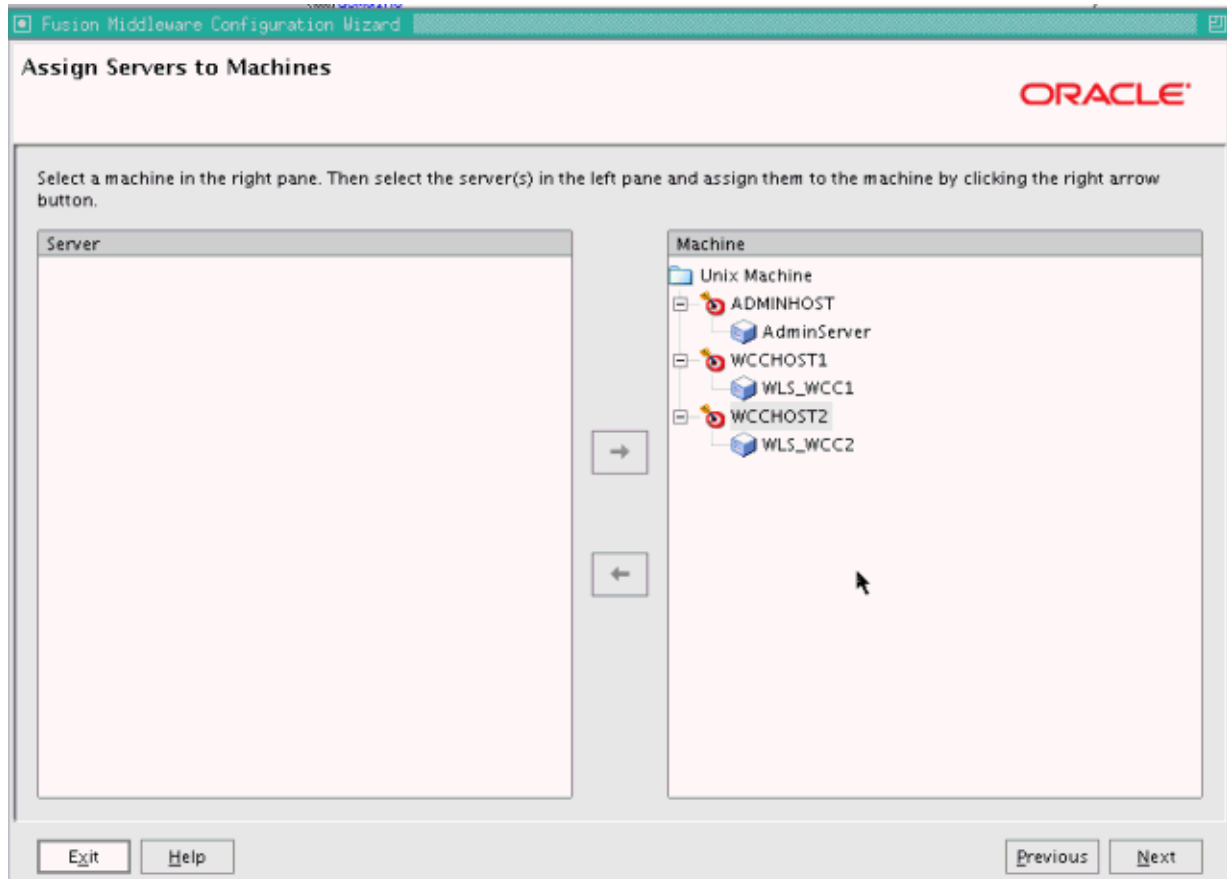 Fusion Middleware Configuration Wizard
Assign Servers to Machines
ORACLE
Select a machine in the right pane. Then select the server(s) in the left pane and assign them to the machine by clicking the right arrow
button.
Server
Machine
Unix Machine
ADMINHOST
AdminServer
WCCHOST1
WLS_WCC1
WCCHOST2
WLS_WCC2
Exit
Help
Previous
Next